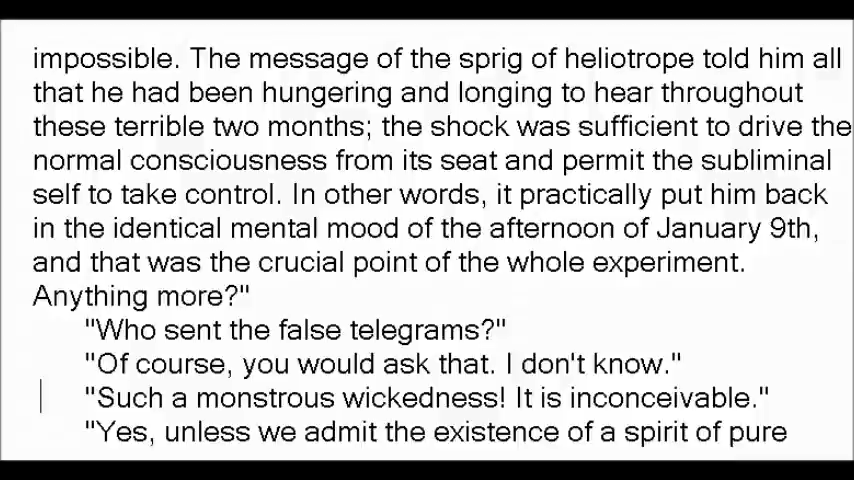 impossible. The message of the sprig of heliotrope told him all
that he had been hungering and longing to hear throughout
these terrible two months; the shock was sufficient to drive the
normal consciousness from its seat and permit the subliminal
self to take control. In other words, it practically put him back
in the identical mental mood of the afternoon of January 9th,
and that was the crucial point of the whole experiment.
Anything more?"
"Who sent the false telegrams?"
"Of course, you would ask that. I don't know."
"Such a monstrous wickedness! It is inconceivable."
"Yes, unless we admit the existence of a spirit of pure